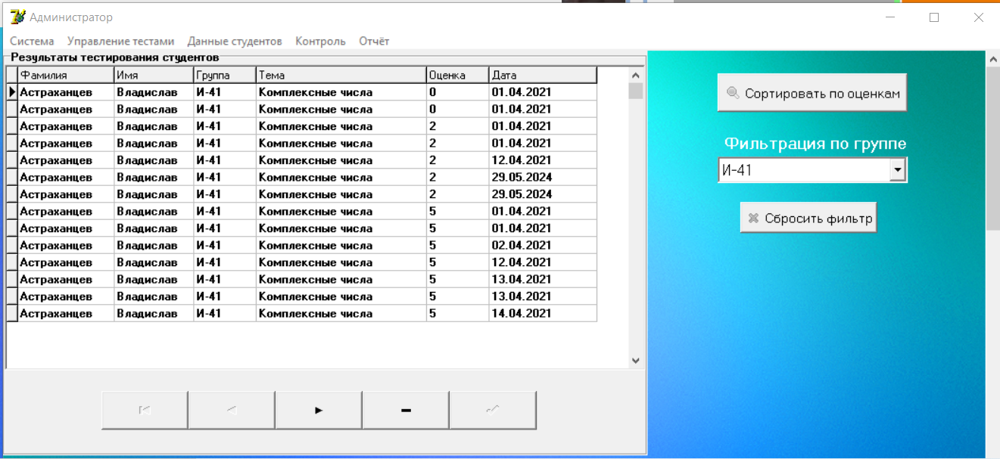 Администратор
Система Управление тестами Данные студентов Контроль Отчёт
Результаты тестирования студентов
Фамилия Имя Группа Тема Оценка Дата
Астраханцев Владислав И-41 Комплексные числа 0 01.04.2021
Астраханцев Владислав И-41 Комплексные числа 0 01.04.2021
Астраханцев Владислав И-41 Комплексные числа 2 01.04.2021
Астраханцев Владислав И-41 Комплексные числа 2 01.04.2021
Астраханцев Владислав И-41 Комплексные числа 2 12.04.2021
Астраханцев Владислав И-41 Комплексные числа 2 29.05.2024
Астраханцев Владислав И-41 Комплексные числа 2 29.05.2024
Астраханцев Владислав И-41 Комплексные числа 5 01.04.2021
Астраханцев Владислав И-41 Комплексные числа 5 01.04.2021
Астраханцев Владислав И-41 Комплексные числа 5 02.04.2021
Астраханцев Владислав И-41 Комплексные числа 5 12.04.2021
Астраханцев Владислав И-41 Комплексные числа 5 13.04.2021
Астраханцев Владислав И-41 Комплексные числа 5 13.04.2021
Астраханцев Владислав И-41 Комплексные числа 5 14.04.2021
Сортировать по оценкам
Фильтрация по группе
И-41
Сбросить фильтр